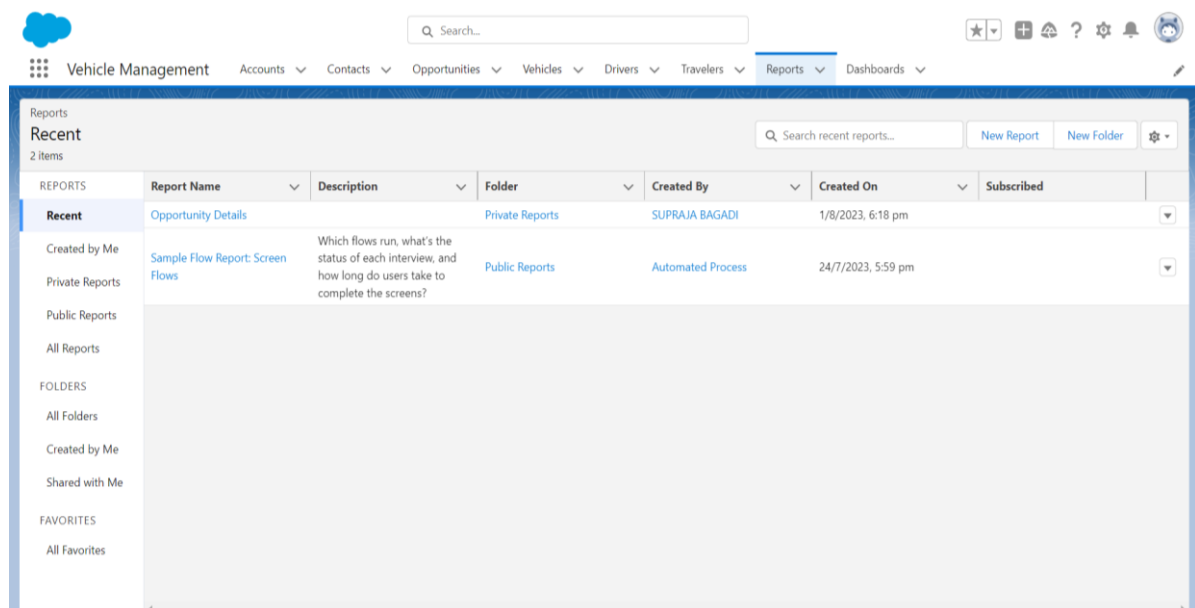 Search...
Vehicle Management Accounts Contacts Opportunities Vehicles Drivers Travelers Reports Dashboards
Reports
Recent
2 items
Search recent reports...
New Report
New Folder
REPORTS
Recent
Created by Me
Private Reports
Public Reports
All Reports
FOLDERS
All Folders
Created by Me
Shared with Me
FAVORITES
All Favorites
Report Name Description Folder Created By Created On Subscribed
Opportunity Details Private Reports SUPRAJA BAGADI 1/8/2023, 6:18 pm
Sample Flow Report: Screen
Flows
Which flows run, what's the
status of each interview, and
how long do users take to
complete the screens?
Public Reports
Automated Process
24/7/2023, 5:59 pm